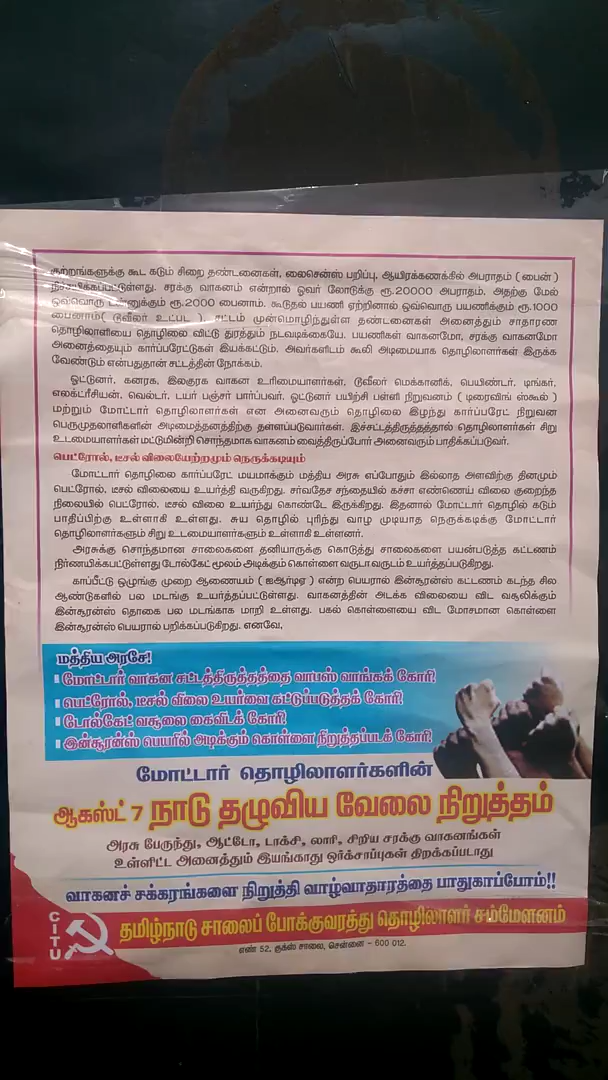 குற்றங்களுக்கு கூட கடும் சிறை தண்டனைகள், லைசென்ஸ் பறிப்பு, ஆயிரக்கணக்கில் அபராதம் ( பைன் )
நிச்சயிக்கப்பட்டுள்ளது. சரக்கு வாகனம் என்றால் ஓவர் லோடுக்கு ரூ.20000 அபராதம். அதற்கு மேல்
ஒவ்வொரு டன்னுக்கும் ரூ.2000 பைனாம். கூடுதல் பயணி ஏற்றினால் ஒவ்வொரு பயணிக்கும் ரூ.1000
பைனாம்( டூவீலர் உட்பட ). சட்டம் முன்மொழிந்துள்ள தண்டனைகள் அனைத்தும் சாதாரண
தொழிலாளியை தொழிலை விட்டு துரத்தும் நடவடிக்கையே. பயணிகள் வாகனமோ, சரக்கு வாகனமோ
அனைத்தையும் கார்ப்பரேட்டுகள் இயக்கட்டும். அவர்களிடம் கூலி அடிமையாக தொழிலாளர்கள் இருக்க
வேண்டும் என்பதுதான் சட்டத்தின் நோக்கம்.
ஓட்டுனர், கனரக, இலகுரக வாகன உரிமையாளர்கள், டூவீலர் மெக்கானிக், பெயிண்டர், டிங்கர்,
எலக்ட்ரீசியன், வெல்டர், டயர் பஞ்சர் பார்ப்பவர், ஓட்டுனர் பயிற்சி பள்ளி நிறுவனம் ( டிரைவிங் ஸ்கூல் )
மற்றும் மோட்டார் தொழிலாளர்கள் என அனைவரும் தொழிலை இழந்து கார்ப்பரேட் நிறுவன
பெருமுதலாளிகளின் அடிமைத்தனத்திற்கு தள்ளப்படுவார்கள். இச்சட்டத்திருத்தத்தால் தொழிலாளர்கள் சிறு
உடமையாளர்கள் மட்டுமின்றி சொந்தமாக வாகனம் வைத்திருப்போர் அனைவரும் பாதிக்கப்படுவர்.
பெட்ரோல், டீசல் விலையேற்றமும் நெருக்கடியும்
மோட்டார் தொழிலை கார்ப்பரேட் மயமாக்கும் மத்திய அரசு எப்போதும் இல்லாத அளவிற்கு தினமும்
பெட்ரோல், டீசல் விலையை உயர்த்தி வருகிறது. சர்வதேச சந்தையில் கச்சா எண்ணெய் விலை குறைந்த
நிலையில் பெட்ரோல், டீசல் விலை உயர்ந்து கொண்டே இருக்கிறது. இதனால் மோட்டார் தொழில் கடும்
பாதிப்பிற்கு உள்ளாகி உள்ளது. சுய தொழில் புரிந்து வாழ முடியாத நெருக்கடிக்கு மோட்டார்
தொழிலாளர்களும் சிறு உடமையாளர்களும் உள்ளாகி உள்ளனர்.
அரசுக்கு சொந்தமான சாலைகளை தனியாருக்கு கொடுத்து சாலைகளை பயன்படுத்த கட்டணம்
நிர்ணயிக்கப்பட்டுள்ளது டோல்கேட் மூலம் அடிக்கும் கொள்ளை வருடா வருடம் உயர்த்தப்படுகிறது.
காப்பீட்டு ஒழுங்கு முறை ஆணையம் ( ஐஆர்டிஏ ) என்ற பெயரால் இன்சூரன்ஸ் கட்டணம் கடந்த சில
ஆண்டுகளில் பல மடங்கு உயர்த்தப்பட்டுள்ளது. வாகனத்தின் அடக்க விலையை விட வசூலிக்கும்
இன்சூரன்ஸ் தொகை பல மடங்காக மாறி உள்ளது. பகல் கொள்ளையை விட மோசமான கொள்ளை
இன்சூரன்ஸ் பெயரால் பறிக்கப்படுகிறது. எனவே,
மத்திய அரசே!
மோட்டார் வாகன சட்டத்திருத்தத்தை வாபஸ் வாங்கக் கோரி!
பெட்ரோல், டீசல் விலை உயர்வை கட்டுப்படுத்தக் கோரி!
டோல்கேட் வசூலை கைவிடக் கோரி!
இன்சூரன்ஸ் பெயரில் அடிக்கும் கொள்ளை நிறுத்தப்படக் கோரி!
மோட்டார் தொழிலாளர்களின்
ஆகஸ்ட் 7 நாடு தழுவிய வேலை நிறுத்தம்
அரசு பேருந்து, ஆட்டோ, டாக்சி, லாரி, சிறிய சரக்கு வாகனங்கள்
உள்ளிட்ட அனைத்தும் இயங்காது ஒர்க்சாப்புகள் திறக்கப்படாது
வாகனச் சக்கரங்களை நிறுத்தி வாழ்வாதாரத்தை பாதுகாப்போம்!!
CITU
தமிழ்நாடு சாலைப் போக்குவரத்து தொழிலாளர் சம்மேளனம்
எண் 52, குக்ஸ் சாலை, சென்னை - 600 012.